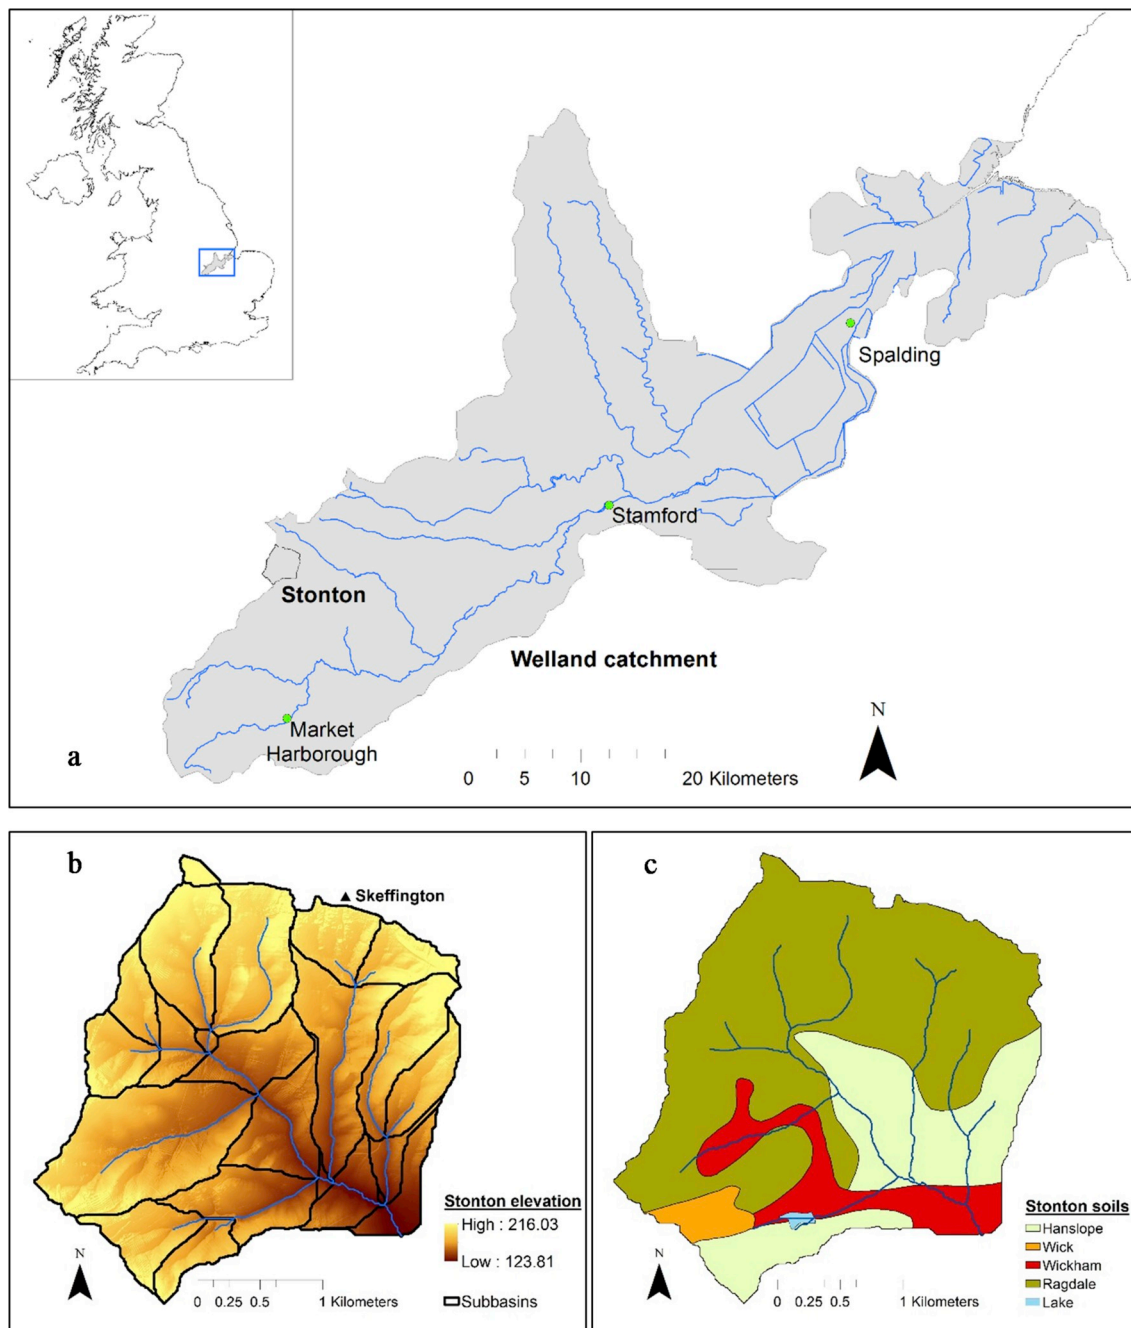 Spalding
Stamford
Stonton
Welland catchment
Market
Harborough
N
0 5 10 20 Kilometers
a
b
Skeffington
Stonton elevation
High : 216.03
Low : 123.81
Subbasins
N
0 0.25 0.5 1 Kilometers
c
Stonton soils
Hanslope
Wick
Wickham
Ragdale
Lake
N
0 0.25 0.5 1 Kilometers